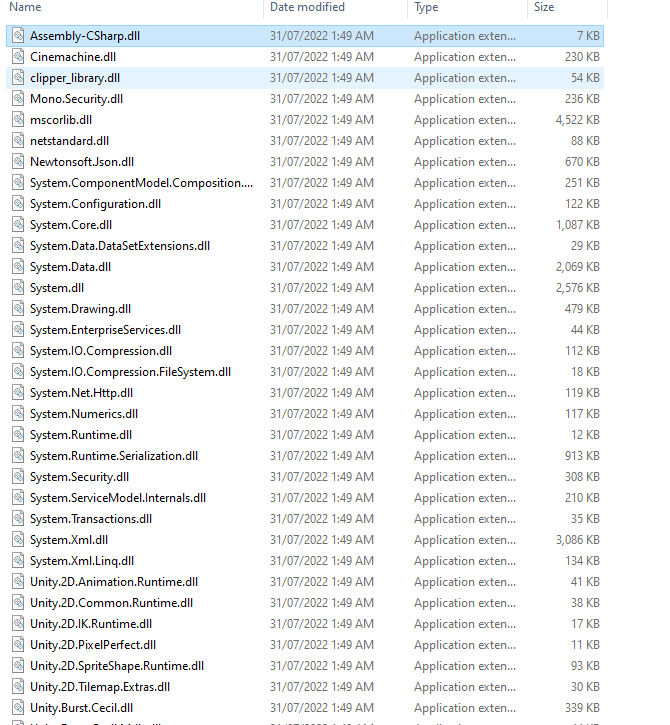 Name Date modified Type Size
Assembly-CSharp.dll 31/07/2022 1:49 AM Application exten... 7 KB
Cinemachine.dll 31/07/2022 1:49 AM Application exten... 230 KB
clipper_library.dll 31/07/2022 1:49 AM Application exten... 54 KB
Mono.Security.dll 31/07/2022 1:49 AM Application exten... 236 KB
mscorlib.dll 31/07/2022 1:49 AM Application exten... 4,522 KB
netstandard.dll 31/07/2022 1:49 AM Application exten... 88 KB
Newtonsoft.Json.dll 31/07/2022 1:49 AM Application exten... 670 KB
System.ComponentModel.Composition.... 31/07/2022 1:49 AM Application exten... 251 KB
System.Configuration.dll 31/07/2022 1:49 AM Application exten... 122 KB
System.Core.dll 31/07/2022 1:49 AM Application exten... 1,087 KB
System.Data.DataSetExtensions.dll 31/07/2022 1:49 AM Application exten... 29 KB
System.Data.dll 31/07/2022 1:49 AM Application exten... 2,069 KB
System.dll 31/07/2022 1:49 AM Application exten... 2,576 KB
System.Drawing.dll 31/07/2022 1:49 AM Application exten... 479 KB
System.EnterpriseServices.dll 31/07/2022 1:49 AM Application exten... 44 KB
System.IO.Compression.dll 31/07/2022 1:49 AM Application exten... 112 KB
System.IO.Compression.FileSystem.dll 31/07/2022 1:49 AM Application exten... 18 KB
System.Net.Http.dll 31/07/2022 1:49 AM Application exten... 119 KB
System.Numerics.dll 31/07/2022 1:49 AM Application exten... 117 KB
System.Runtime.dll 31/07/2022 1:49 AM Application exten... 12 KB
System.Runtime.Serialization.dll 31/07/2022 1:49 AM Application exten... 913 KB
System.Security.dll 31/07/2022 1:49 AM Application exten... 308 KB
System.ServiceModel.Internals.dll 31/07/2022 1:49 AM Application exten... 210 KB
System.Transactions.dll 31/07/2022 1:49 AM Application exten... 35 KB
System.Xml.dll 31/07/2022 1:49 AM Application exten... 3,086 KB
System.Xml.Linq.dll 31/07/2022 1:49 AM Application exten... 134 KB
Unity.2D.Animation.Runtime.dll 31/07/2022 1:49 AM Application exten... 41 KB
Unity.2D.Common.Runtime.dll 31/07/2022 1:49 AM Application exten... 38 KB
Unity.2D.IK.Runtime.dll 31/07/2022 1:49 AM Application exten... 17 KB
Unity.2D.PixelPerfect.dll 31/07/2022 1:49 AM Application exten... 11 KB
Unity.2D.SpriteShape.Runtime.dll 31/07/2022 1:49 AM Application exten... 93 KB
Unity.2D.Tilemap.Extras.dll 31/07/2022 1:49 AM Application exten... 30 KB
Unity.Burst.Cecil.dll 31/07/2022 1:49 AM Application exten... 339 KB